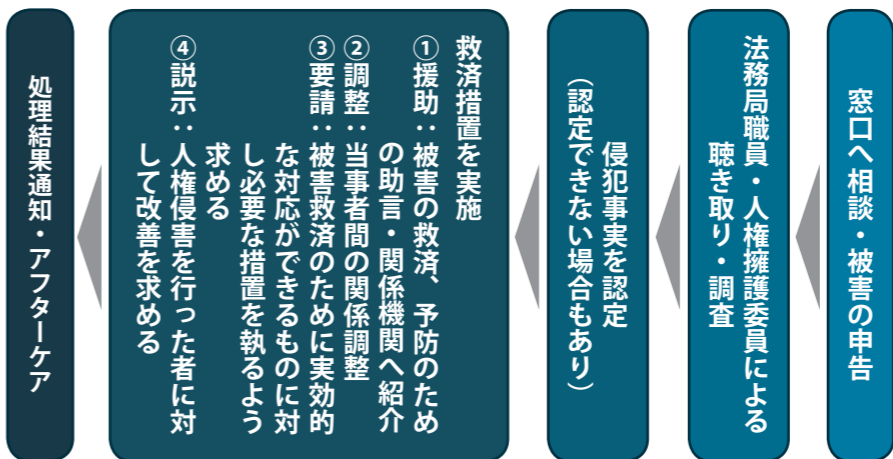 窓口へ相談・被害の申告
法務局職員・人権擁護委員による
聴き取り・調査
侵犯事実を認定
（認定できない場合もあり）
救済措置を実施
①援助：被害の救済、予防のため
の助言・関係機関へ紹介
②調整：当事者間の関係調整
③要請：被害救済のために実効的
な対応ができるものに対
し必要な措置を執るよう
求める
④説示：人権侵害を行った者に対
して改善を求める
処理結果通知・アフターケア